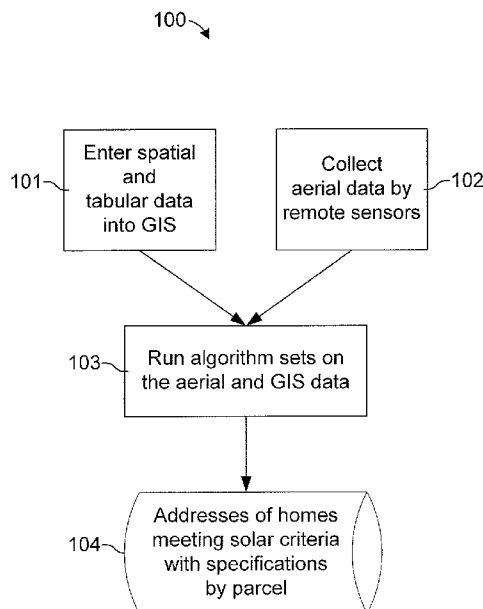 100
101
Enter spatial
and
tabular data
into GIS
Collect
aerial data by
remote sensors
102
103
Run algorithm sets on
the aerial and GIS data
104
Addresses of homes
meeting solar criteria
with specifications
by parcel